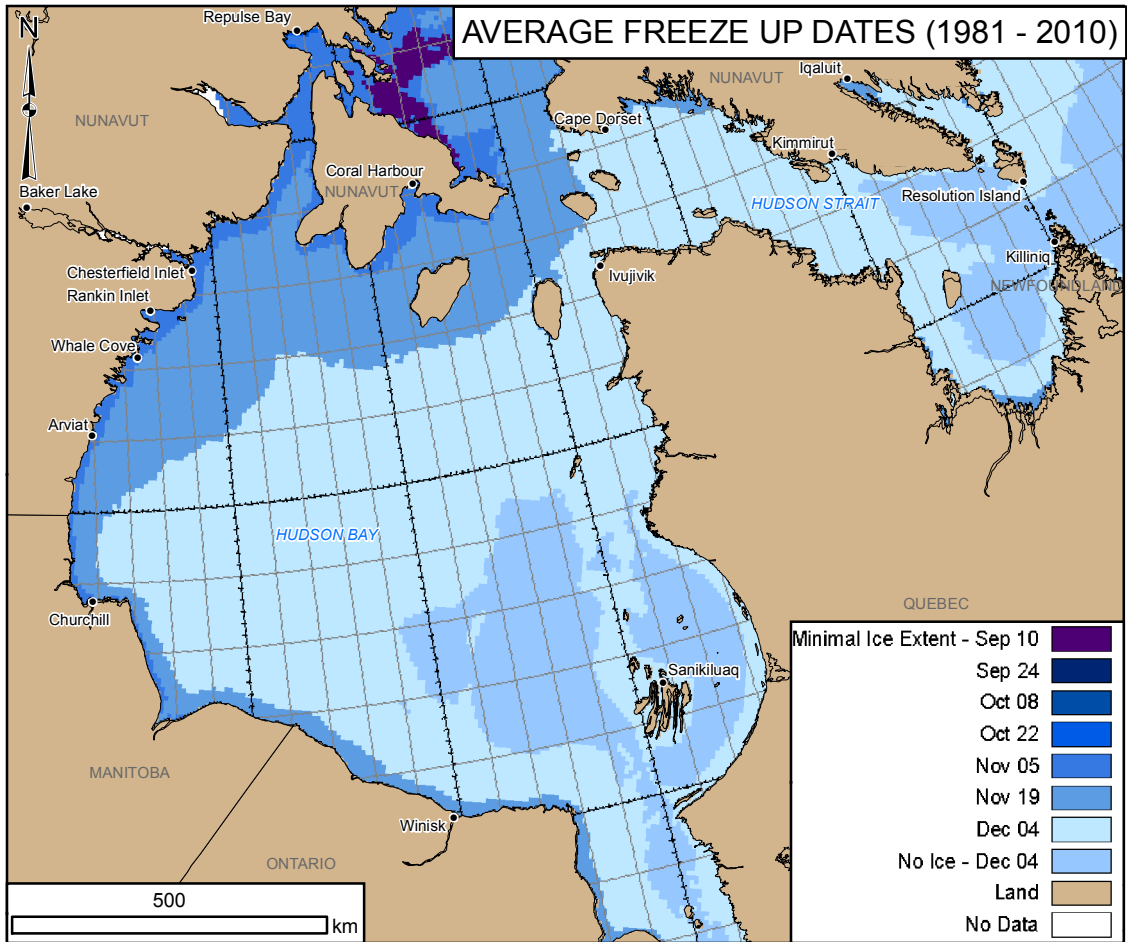 AVERAGE FREEZE UP DATES (1981 - 2010)
N
Repulse Bay
NUNAVUT
Iqaluit
NUNAVUT
Cape Dorset
Kimmirut
Coral Harbour
NUNAVUT
Baker Lake
HUDSON STRAIT
Resolution Island
Chesterfield Inlet
Ivujivik
Killiniq
NEWFOUNDLAND
Rankin Inlet
Whale Cove
Arviat
HUDSON BAY
Churchill
QUEBEC
Sanikiluaq
MANITOBA
Winisk
ONTARIO
Minimal Ice Extent - Sep 10
Sep 24
Oct 08
Oct 22
Nov 05
Nov 19
Dec 04
No Ice - Dec 04
Land
No Data
500
km